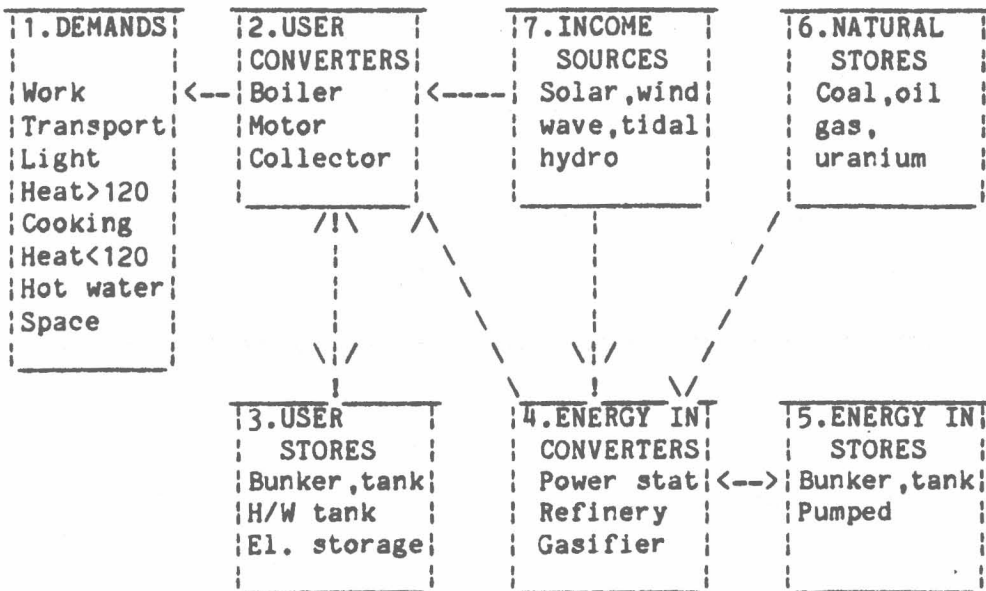 1.DEMANDS
Work
Transport
Light
Heat>120
Cooking
Heat<120
Hot water
Space
2.USER
CONVERTERS
Boiler
Motor
Collector
7.INCOME
SOURCES
Solar,wind
wave,tidal
hydro
6.NATURAL
STORES
Coal,oil
gas,
uranium
3.USER
STORES
Bunker,tank
H/W tank
El. storage
4.ENERGY IN
CONVERTERS
Power stat
Refinery
Gasifier
5.ENERGY IN
STORES
Bunker,tank
Pumped